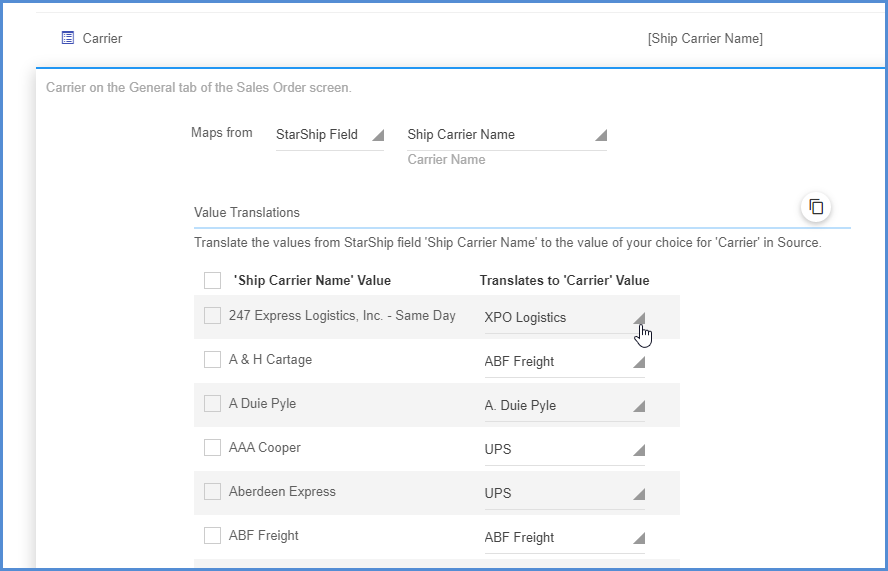 Carrier [Ship Carrier Name]
Carrier on the General tab of the Sales Order screen.
Maps from StarShip Field Ship Carrier Name
Carrier Name
Value Translations
Translate the values from StarShip field 'Ship Carrier Name' to the value of your choice for 'Carrier' in Source.
'Ship Carrier Name' Value Translates to 'Carrier' Value
247 Express Logistics, Inc. - Same Day XPO Logistics
A & H Cartage ABF Freight
A Duie Pyle A. Duie Pyle
AAA Cooper UPS
Aberdeen Express UPS
ABF Freight ABF Freight